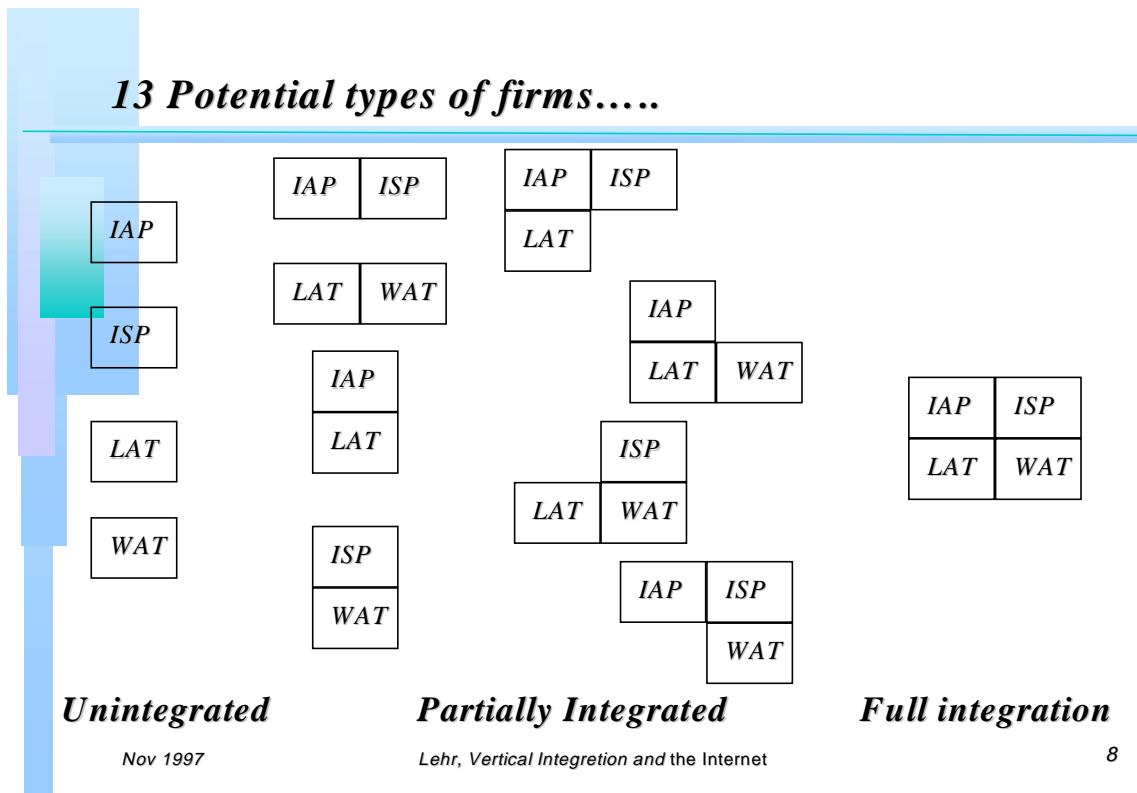 13 Potential types of firms.....
IAP
ISP
LAT
WAT
IAP ISP
LAT WAT
IAP
LAT
ISP
WAT
IAP ISP
LAT
IAP
LAT WAT
ISP
LAT WAT
IAP ISP
WAT
IAP ISP
LAT WAT
Unintegrated Partially Integrated Full integration
Nov 1997 Lehr, Vertical Integretion and the Internet 8